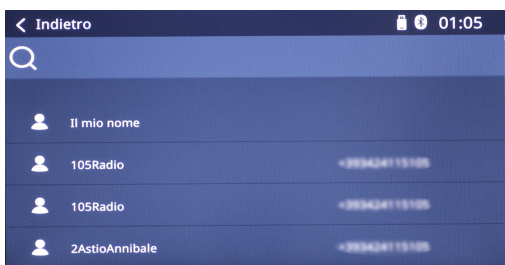 Indietro 01:05
Il mio nome
105Radio
105Radio
2AstioAnnibale